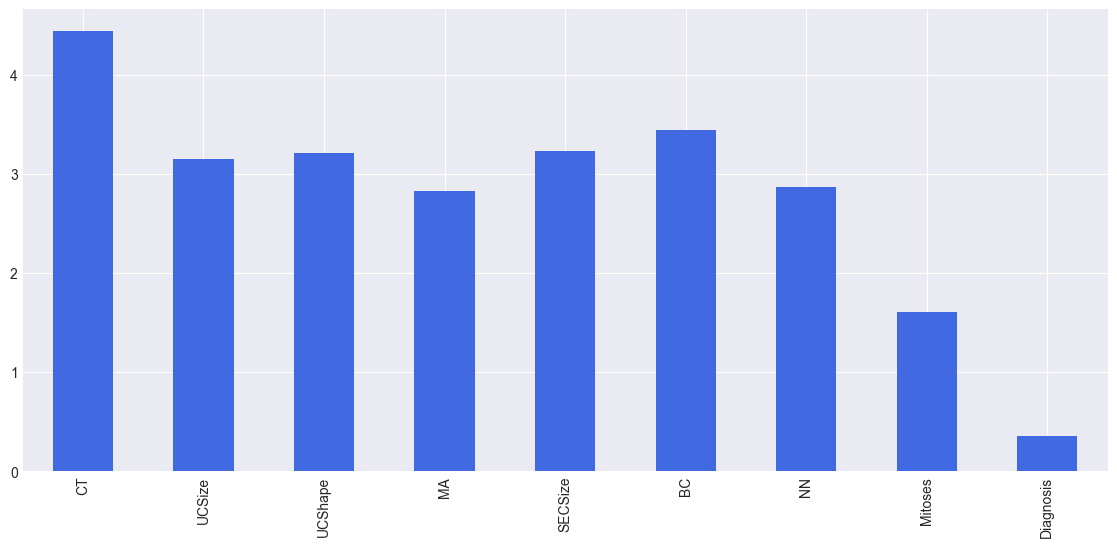 4
3
2
1
0
CT
UCSize
UCShape
MA
SECSize
BC
NN
Mitoses
Diagnosis